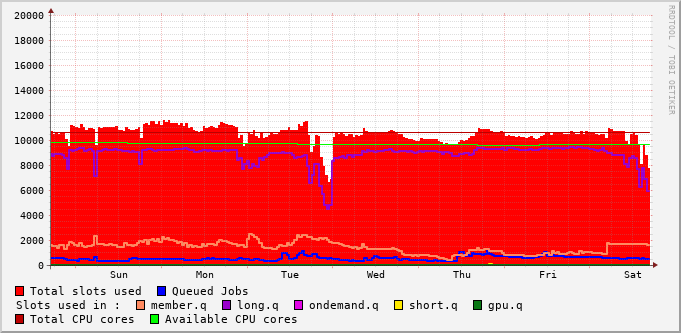 20000
18000
16000
14000
12000
10000
8000
6000
4000
2000
0
Sun Mon Tue Wed Thu Fri Sat
RRDTOOL / TOBI OETIKER
Total slots used Queued Jobs
Slots used in : member.q long.q ondemand.q short.q gpu.q
Total CPU cores Available CPU cores